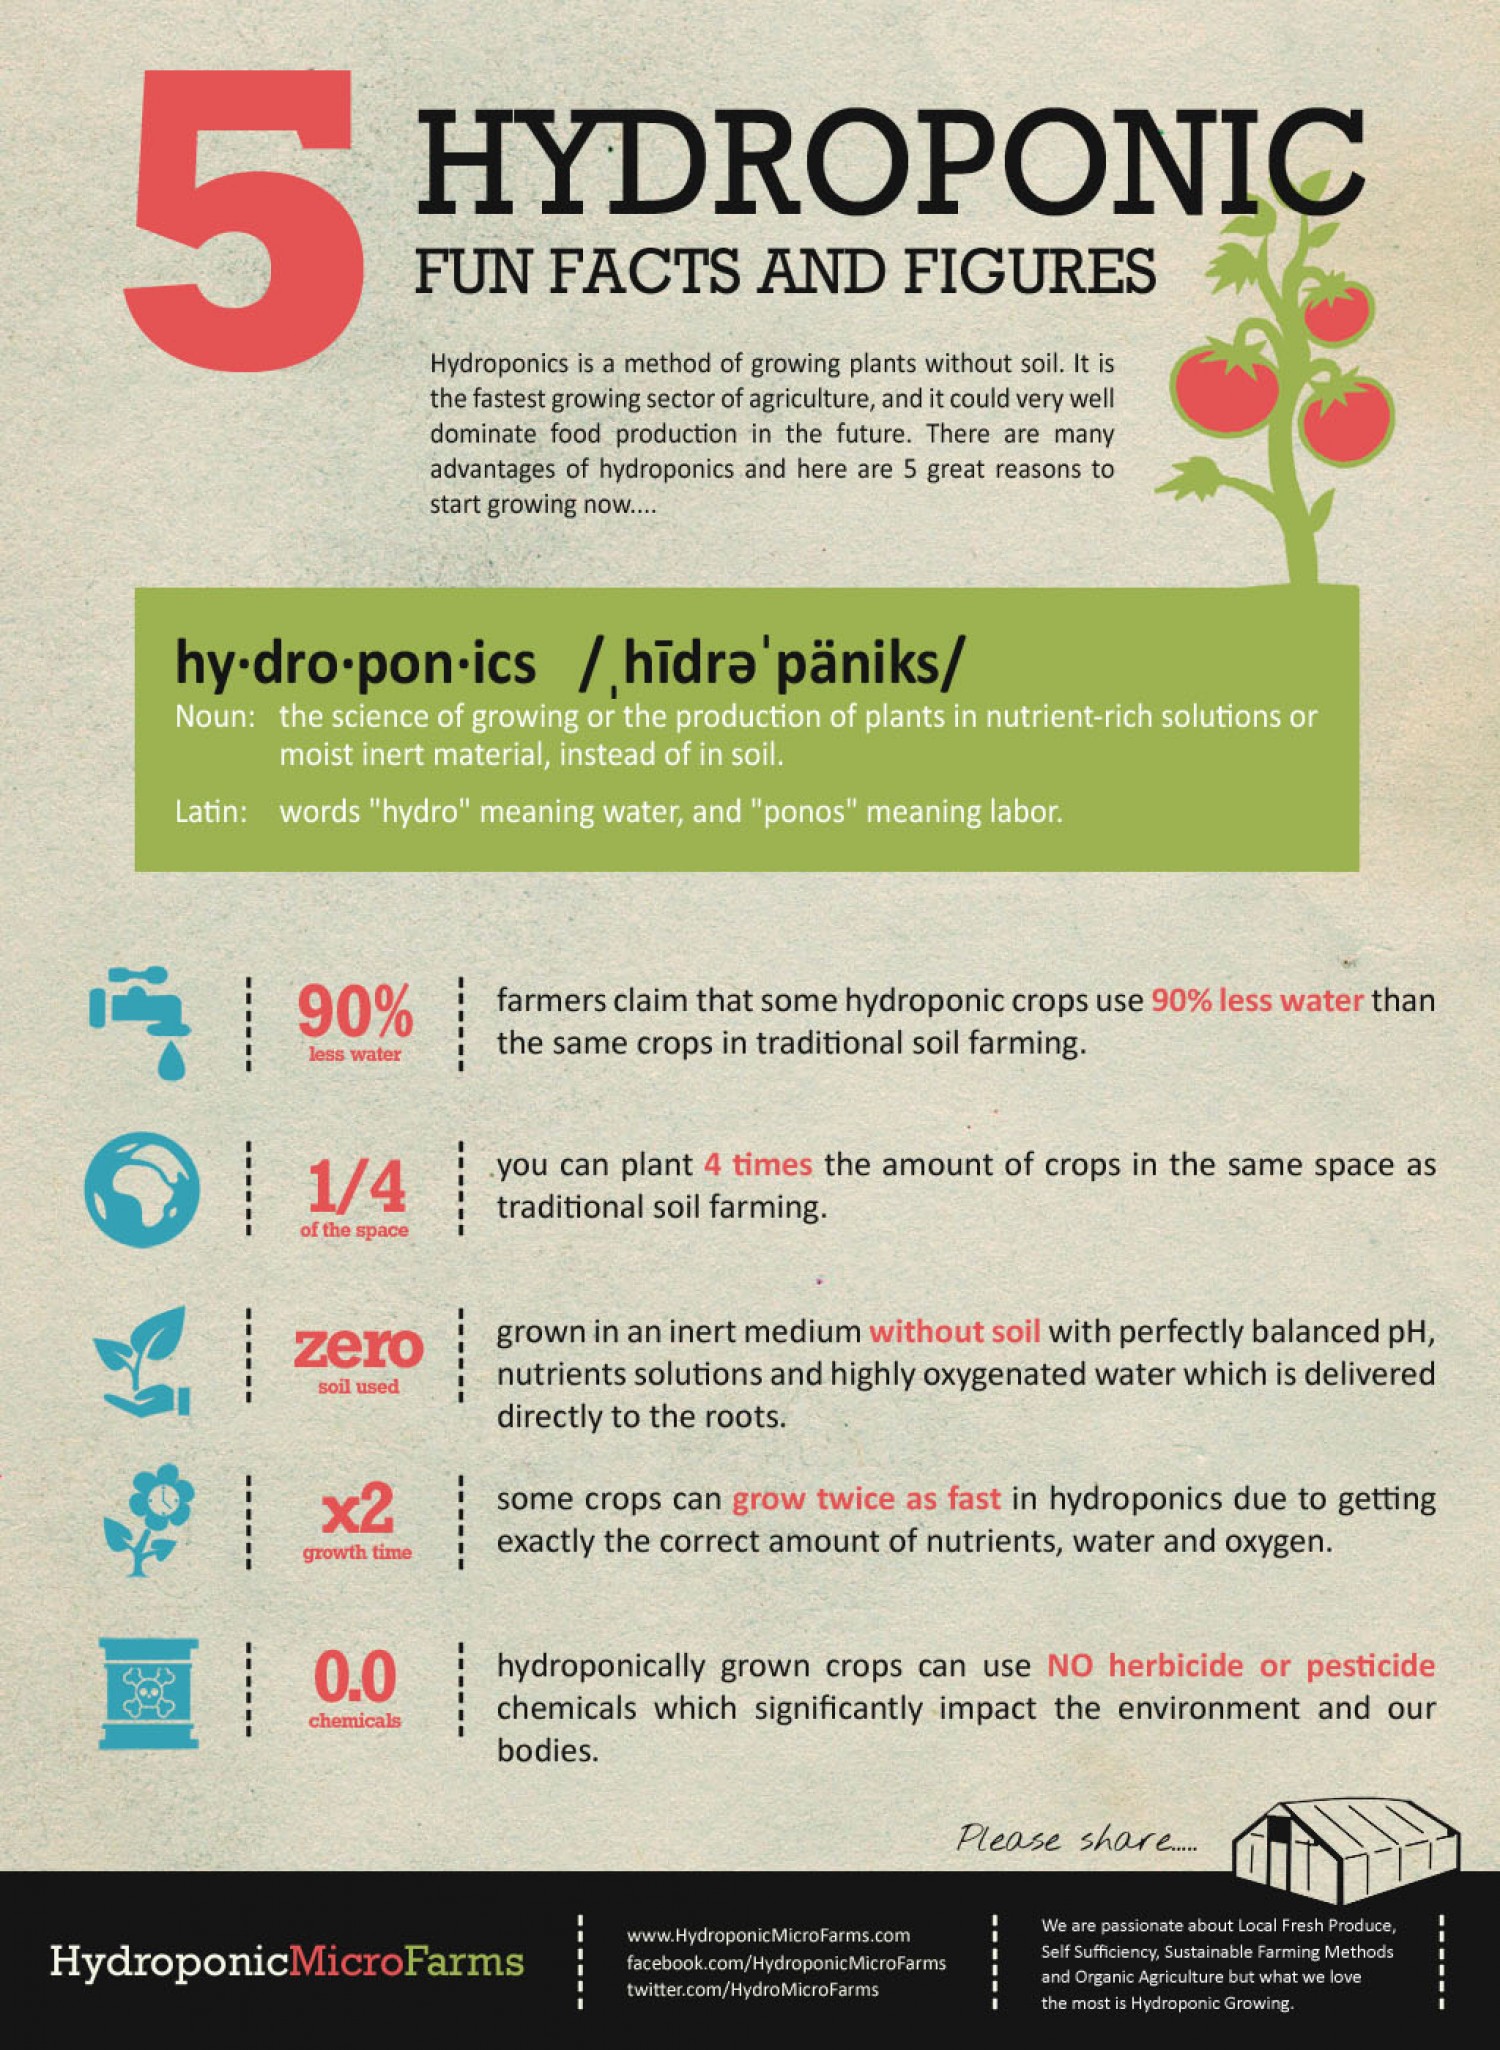 5
HYDROPONIC
FUN FACTS AND FIGURES
Hydroponics is a method of growing plants without soil. It is
the fastest growing sector of agriculture, and it could very well
dominate food production in the future. There are many
advantages of hydroponics and here are 5 great reasons to
start growing now....
hy·dro·pon·ics /ˌhīdrəˈpäniks/
Noun: the science of growing or the production of plants in nutrient-rich solutions or
moist inert material, instead of in soil.
Latin: words "hydro" meaning water, and "ponos" meaning labor.
90%
less water
farmers claim that some hydroponic crops use 90% less water than
the same crops in traditional soil farming.
1/4
of the space
you can plant 4 times the amount of crops in the same space as
traditional soil farming.
zero
soil used
grown in an inert medium without soil with perfectly balanced pH,
nutrients solutions and highly oxygenated water which is delivered
directly to the roots.
x2
growth time
some crops can grow twice as fast in hydroponics due to getting
exactly the correct amount of nutrients, water and oxygen.
0.0
chemicals
hydroponically grown crops can use NO herbicide or pesticide
chemicals which significantly impact the environment and our
bodies.
Please share.....
HydroponicMicroFarms
www.HydroponicMicroFarms.com
facebook.com/HydroponicMicroFarms
twitter.com/HydroMicroFarms
We are passionate about Local Fresh Produce,
Self Sufficiency, Sustainable Farming Methods
and Organic Agriculture but what we love
the most is Hydroponic Growing.